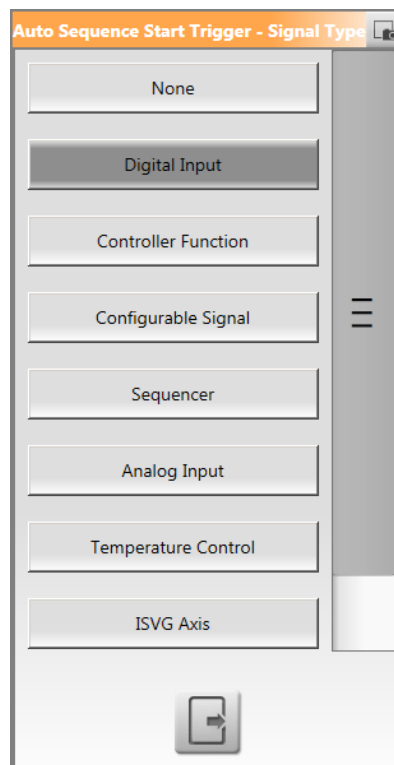 Auto Sequence Start Trigger - Signal Type
None
Digital Input
Controller Function
Configurable Signal
Sequencer
Analog Input
Temperature Control
ISVG Axis